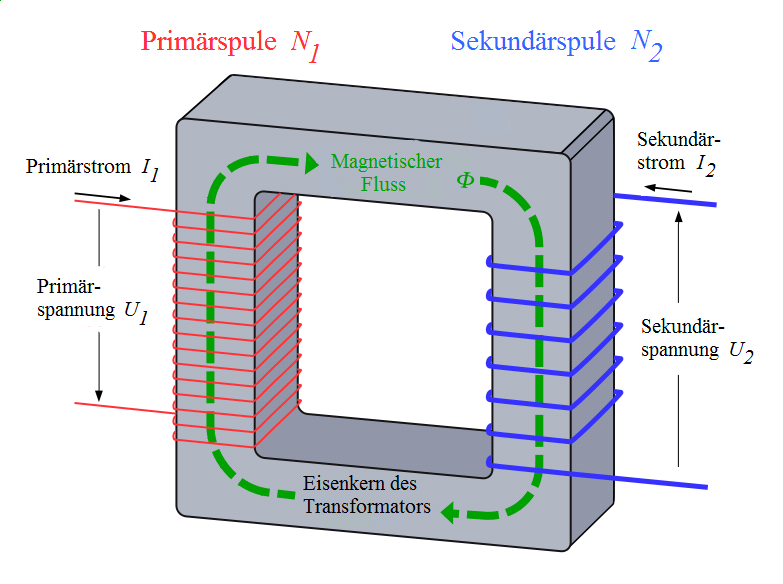 Primärspule N1
Sekundärspule N2
Primärstrom I1
Magnetischer
Fluss
Φ
Sekundär-
strom I2
Primär-
spannung U1
Sekundär-
spannung U2
Eisenkern des
Transformators